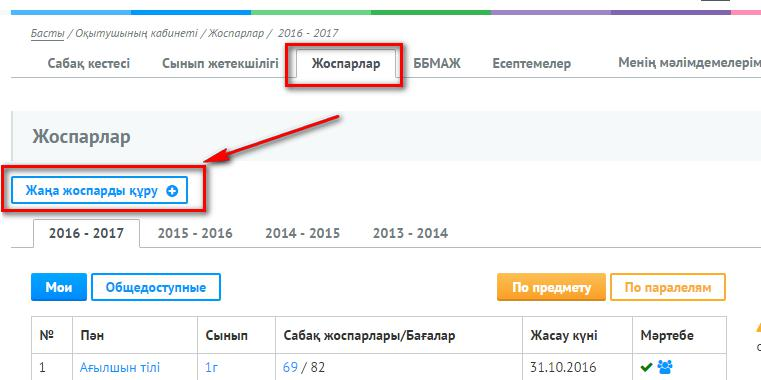 Басты / Оқытушының кабинеті / Жоспарлар / 2016 - 2017
Сабақ кестесі Сынып жетекшілігі Жоспарлар ББМАЖ Есептемелер Менің мәлімдемелерім
Жоспарлар
Жаңа жоспарды құру
2016 - 2017 2015 - 2016 2014 - 2015 2013 - 2014
Мои Общедоступные По предмету По паралелям
№ Пән Сынып Сабақ жоспарлары/Бағалар Жасау күні Мәртебе
1 Ағылшын тілі 1г 69 / 82 31.10.2016